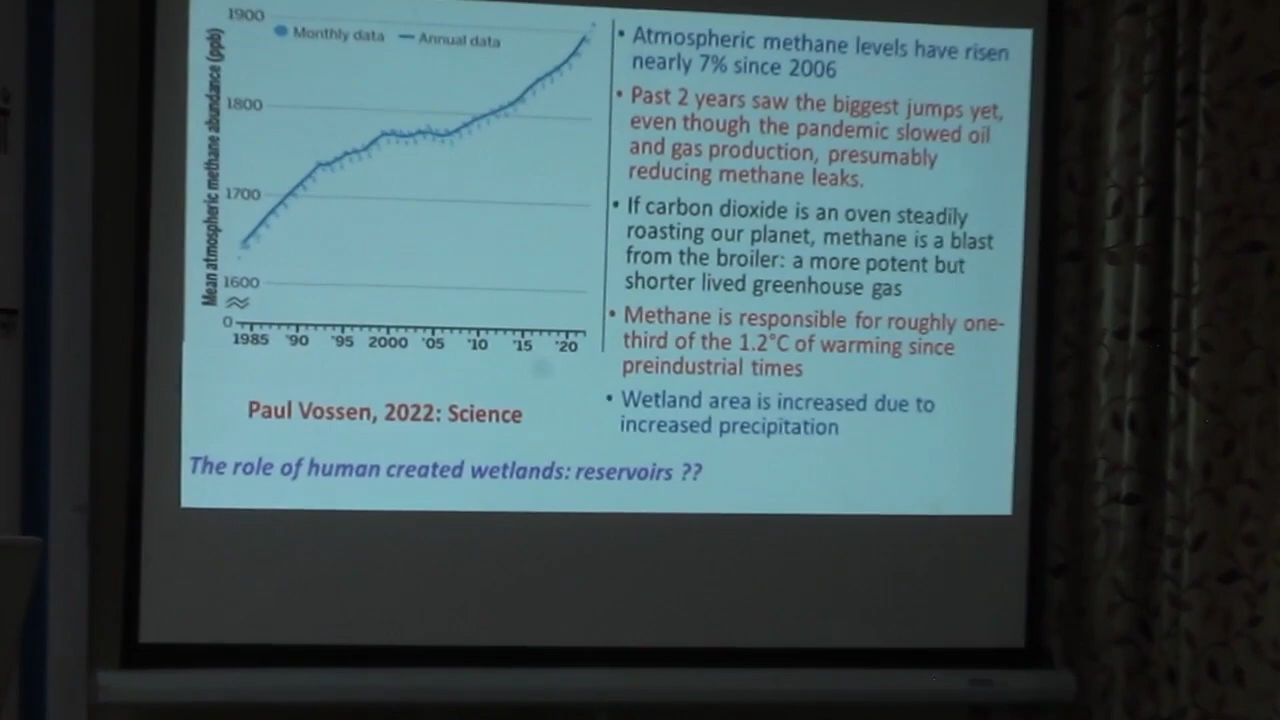 Mean atmospheric methane abundance (ppb)
1900
Monthly data
Annual data
1800
1700
1600
0
1985 '90 '95 2000 '05 '10 '15 '20
Paul Vossen, 2022: Science
• Atmospheric methane levels have risen
nearly 7% since 2006
• Past 2 years saw the biggest jumps yet,
even though the pandemic slowed oil
and gas production, presumably
reducing methane leaks.
• If carbon dioxide is an oven steadily
roasting our planet, methane is a blast
from the broiler: a more potent but
shorter lived greenhouse gas
• Methane is responsible for roughly one-
third of the 1.2°C of warming since
preindustrial times
• Wetland area is increased due to
increased precipitation
The role of human created wetlands: reservoirs ??